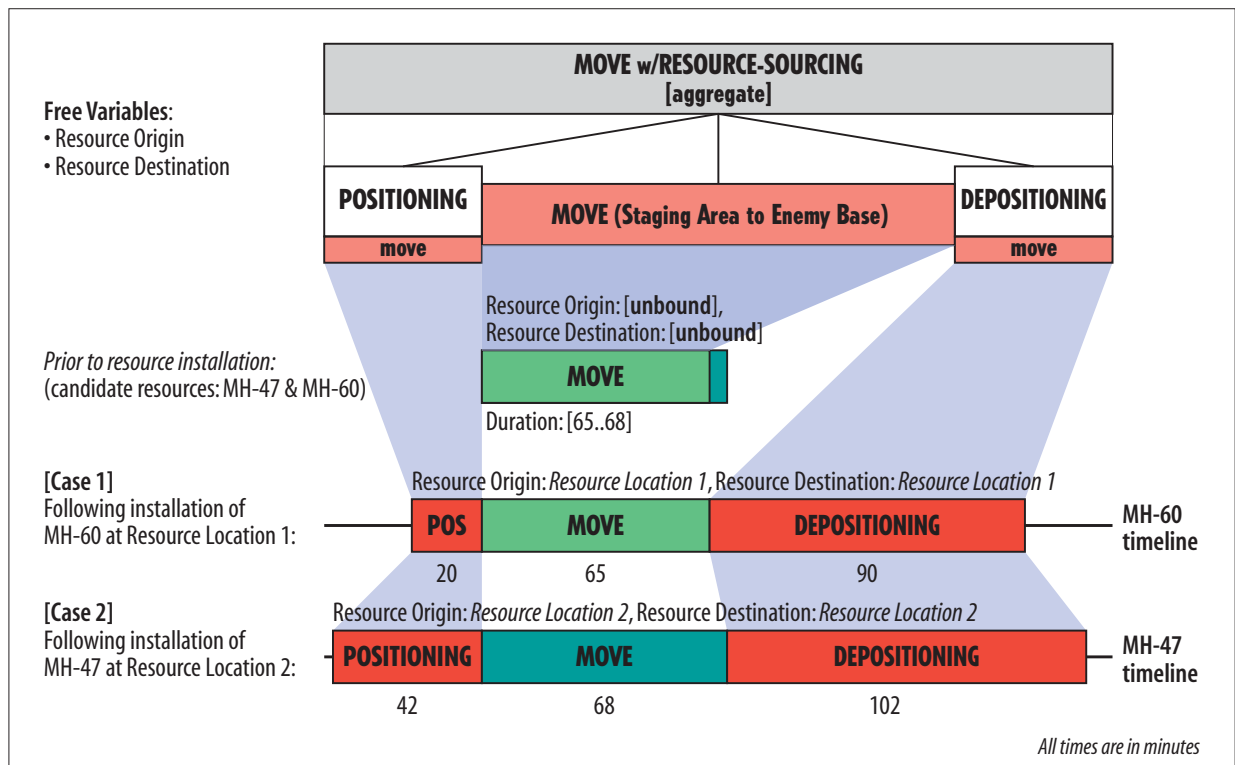 MOVE w/RESOURCE-SOURCING
[aggregate]
Free Variables:
• Resource Origin
• Resource Destination
POSITIONING
move
MOVE (Staging Area to Enemy Base)
DEPOSITIONING
move
Resource Origin: [unbound],
Resource Destination: [unbound]
Prior to resource installation:
(candidate resources: MH-47 & MH-60)
MOVE
Duration: [65..68]
[Case 1]
Following installation of
MH-60 at Resource Location 1:
Resource Origin: Resource Location 1, Resource Destination: Resource Location 1
POS
MOVE
DEPOSITIONING
MH-60
timeline
20
65
90
[Case 2]
Following installation of
MH-47 at Resource Location 2:
Resource Origin: Resource Location 2, Resource Destination: Resource Location 2
POSITIONING
MOVE
DEPOSITIONING
MH-47
timeline
42
68
102
All times are in minutes